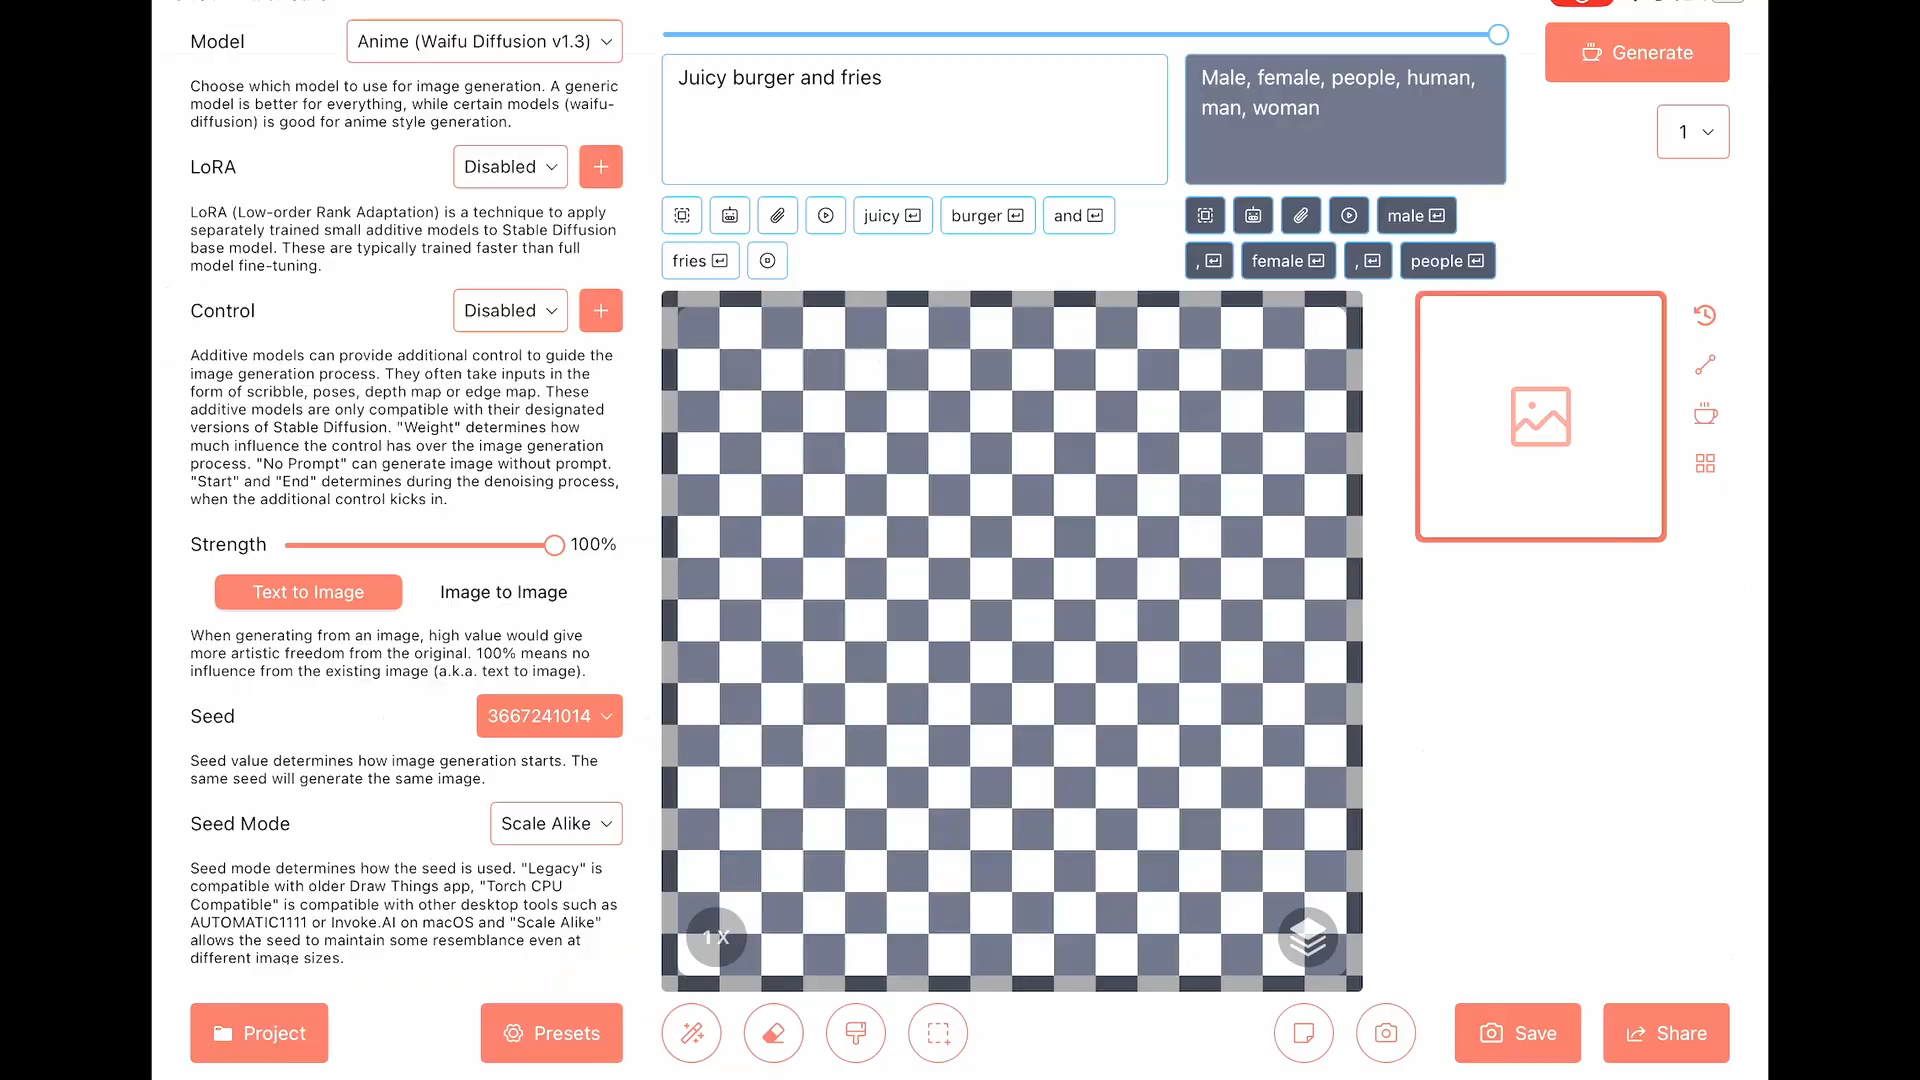 Model
Anime (Waifu Diffusion v1.3)
Choose which model to use for image generation. A generic
model is better for everything, while certain models (waifu-
diffusion) is good for anime style generation.
LoRA
Disabled
LoRA (Low-order Rank Adaptation) is a technique to apply
separately trained small additive models to Stable Diffusion
base model. These are typically trained faster than full
model fine-tuning.
Control
Disabled
Additive models can provide additional control to guide the
image generation process. They often take inputs in the
form of scribble, poses, depth map or edge map. These
additive models are only compatible with their designated
versions of Stable Diffusion. "Weight" determines how
much influence the control has over the image generation
process. "No Prompt" can generate image without prompt.
"Start" and "End" determines during the denoising process,
when the additional control kicks in.
Strength
100%
Text to Image
Image to Image
When generating from an image, high value would give
more artistic freedom from the original. 100% means no
influence from the existing image (a.k.a. text to image).
Seed
3667241014
Seed value determines how image generation starts. The
same seed will generate the same image.
Seed Mode
Scale Alike
Seed mode determines how the seed is used. "Legacy" is
compatible with older Draw Things app, "Torch CPU
Compatible" is compatible with other desktop tools such as
AUTOMATIC1111 or Invoke.AI on macOS and "Scale Alike"
allows the seed to maintain some resemblance even at
different image sizes.
Project
Presets
Juicy burger and fries
juicy
burger
and
fries
Male, female, people, human,
man, woman
male
,
female
,
people
Generate
1
1 X
Save
Share